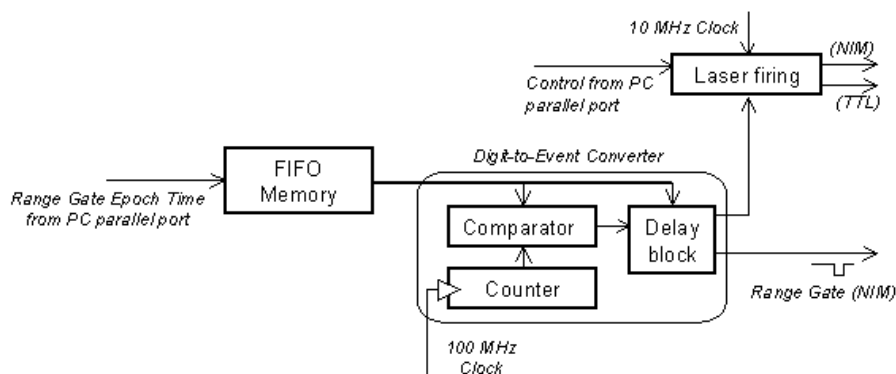 10 MHz Clock
(NIM)
Laser firing
(TTL)
Control from PC
parallel port
Digit-to-Event Converter
FIFO
Memory
Range Gate Epoch Time
from PC parallel port
Comparator
Delay
block
Counter
Range Gate (NIM)
100 MHz
Clock